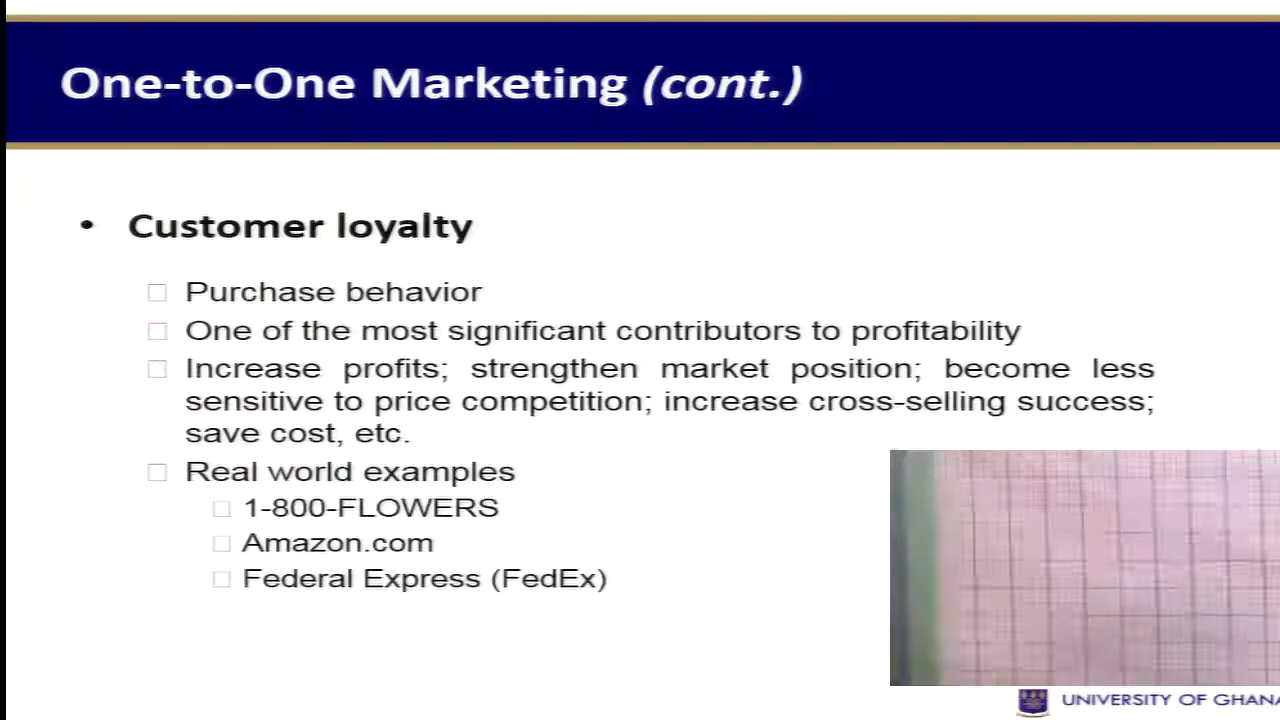 One-to-One Marketing (cont.)
• Customer loyalty
□ Purchase behavior
□ One of the most significant contributors to profitability
□ Increase profits; strengthen market position; become less
sensitive to price competition; increase cross-selling success;
save cost, etc.
□ Real world examples
□ 1-800-FLOWERS
□ Amazon.com
□ Federal Express (FedEx)
UNIVERSITY OF GHANA